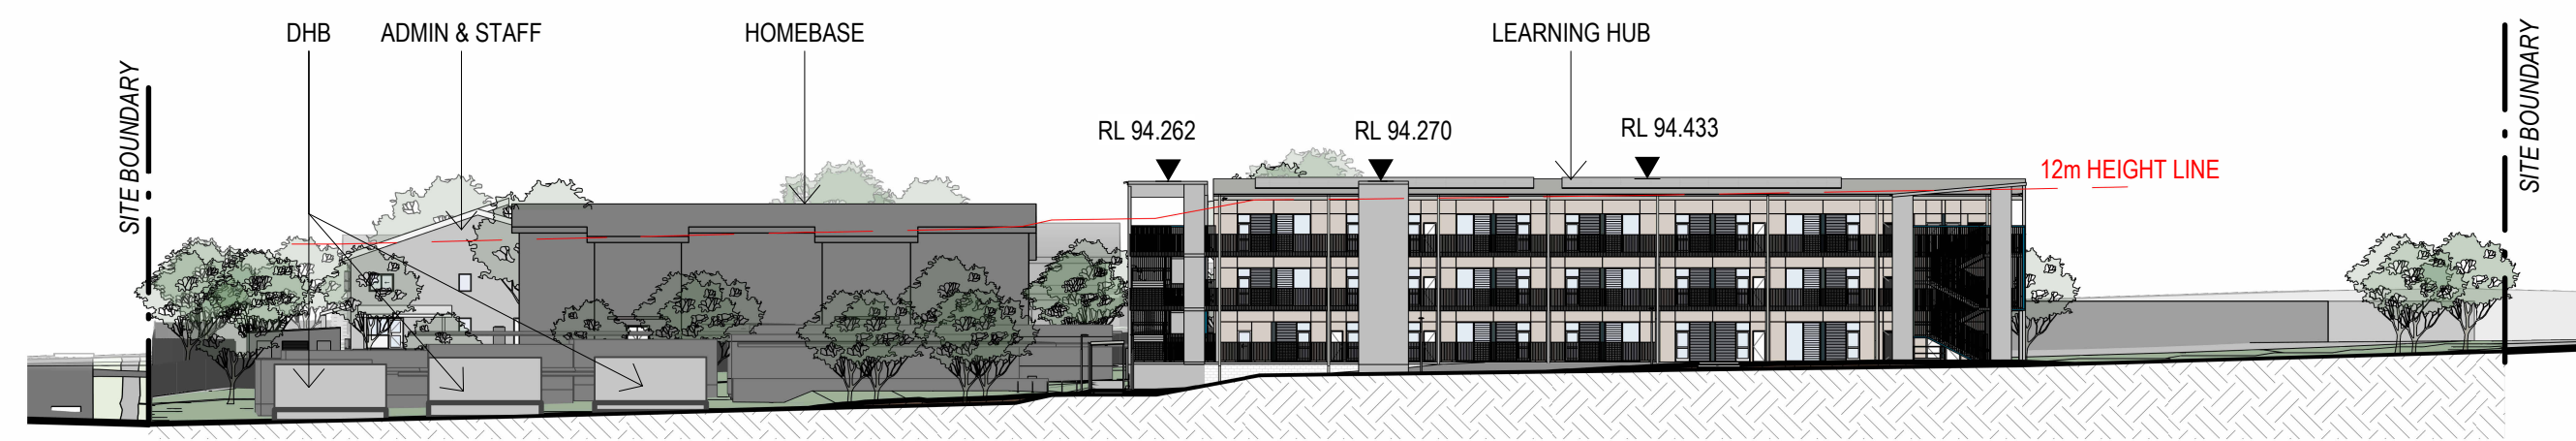 DHB
ADMIN & STAFF
HOMEBASE
LEARNING HUB
SITE BOUNDARY
SITE BOUNDARY
RL 94.262
RL 94.270
RL 94.433
12m HEIGHT LINE